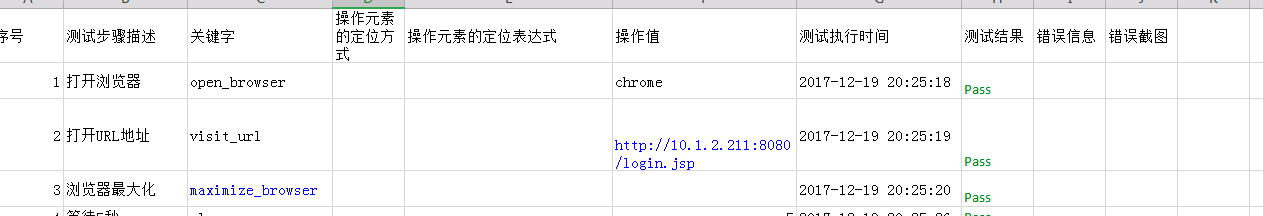 A B C D E F G H I J K
序号 测试步骤描述 关键字 操作元素的定位方式 操作元素的定位表达式 操作值 测试执行时间 测试结果 错误信息 错误截图
1 打开浏览器 open_browser chrome 2017-12-19 20:25:18 Pass
2 打开URL地址 visit_url http://10.1.2.211:8080/login.jsp 2017-12-19 20:25:19 Pass
3 浏览器最大化 maximize_browser 2017-12-19 20:25:20 Pass